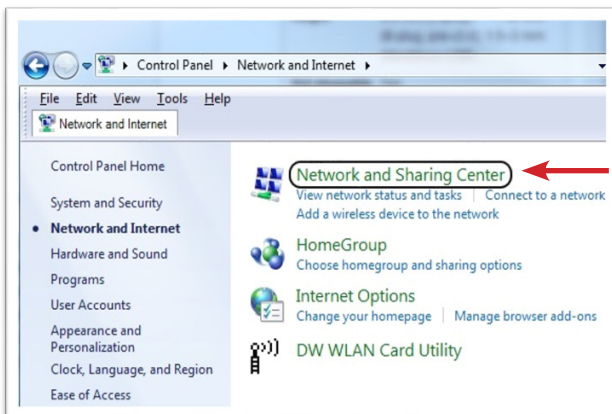 Control Panel Network and Internet
File Edit View Tools Help
Network and Internet
Control Panel Home
System and Security
Network and Internet
Hardware and Sound
Programs
User Accounts
Appearance and
Personalization
Clock, Language, and Region
Ease of Access
Network and Sharing Center
View network status and tasks Connect to a network
Add a wireless device to the network
HomeGroup
Choose homegroup and sharing options
Internet Options
Change your homepage Manage browser add-ons
DW WLAN Card Utility